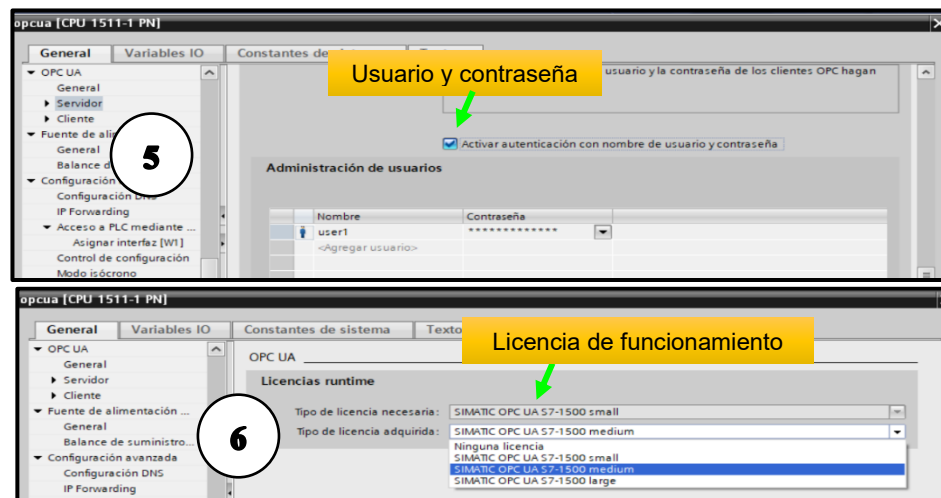 opcua [CPU 1511-1 PN]
General Variables IO Constantes de
OPC UA
General
Servidor
Cliente
Fuente de ali
General
Balance d
Configuración
Configuración DNS
IP Forwarding
Acceso a PLC mediante ...
Asignar interfaz [W1]
Control de configuración
Modo isócrono
5
Usuario y contraseña
usuario y la contraseña de los clientes OPC hagan
Activar autenticación con nombre de usuario y contraseña
Administración de usuarios
Nombre Contraseña
user1 *************
<Agregar usuario>
opcua [CPU 1511-1 PN]
General Variables IO Constantes de sistema Texto
OPC UA
General
Servidor
Cliente
Fuente de alimentación ...
General
Balance de suministro...
Configuración avanzada
Configuración DNS
IP Forwarding
6
Licencia de funcionamiento
OPC UA
Licencias runtime
Tipo de licencia necesaria: SIMATIC OPC UA S7-1500 small
Tipo de licencia adquirida: SIMATIC OPC UA S7-1500 medium
Ninguna licencia
SIMATIC OPC UA S7-1500 small
SIMATIC OPC UA S7-1500 medium
SIMATIC OPC UA S7-1500 large